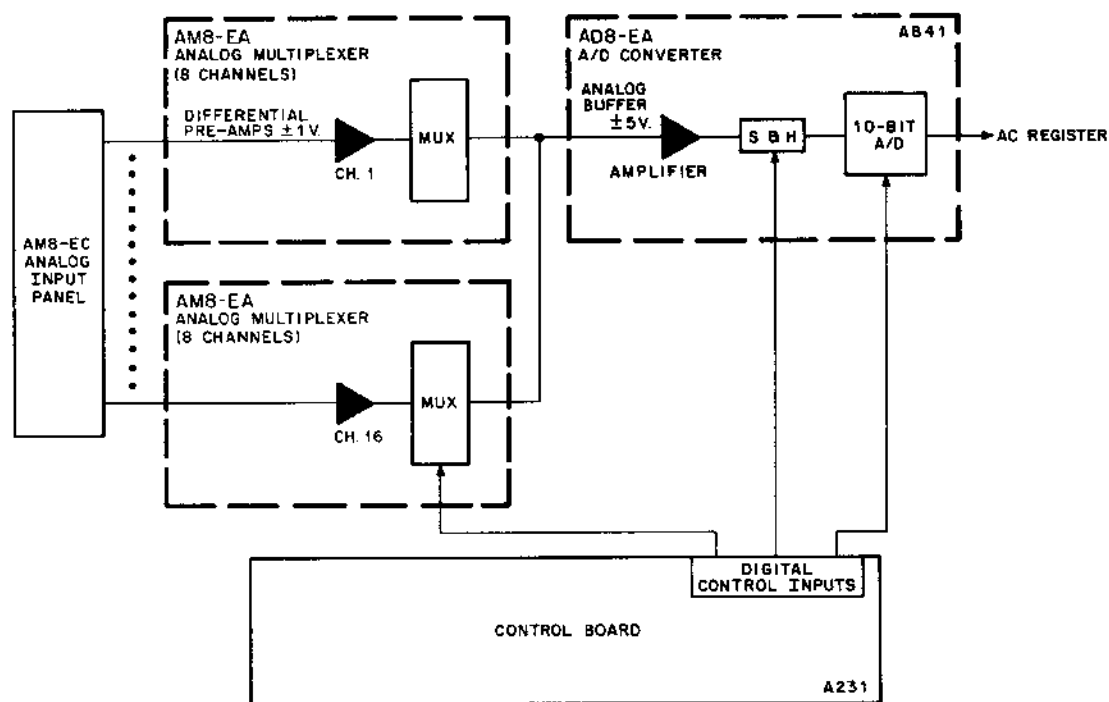 AM8-EA
ANALOG MULTIPLEXER
(8 CHANNELS)
DIFFERENTIAL
PRE-AMPS ±1V.
CH. 1
MUX
AD8-EA
A/D CONVERTER
A841
ANALOG
BUFFER
±5V.
AMPLIFIER
S B H
10-BIT
A/D
AC REGISTER
AM8-EC
ANALOG
INPUT
PANEL
AM8-EA
ANALOG MULTIPLEXER
(8 CHANNELS)
CH. 16
MUX
DIGITAL
CONTROL INPUTS
CONTROL BOARD
A231